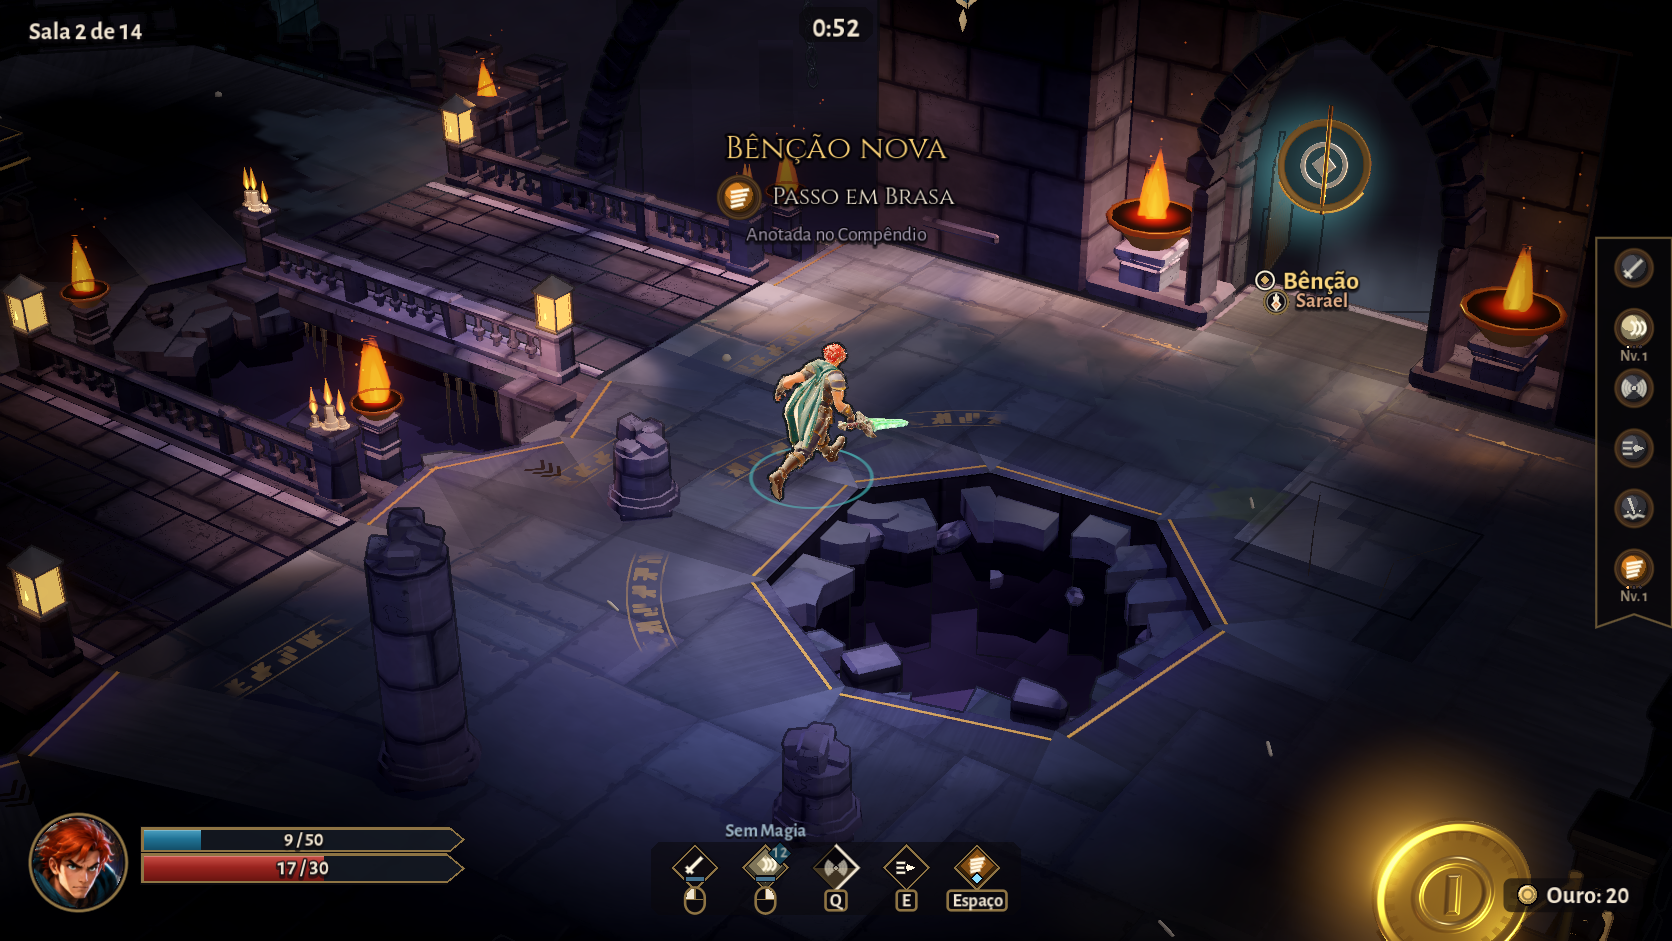 Sala 2 de 14
0:52
BÊNÇÃO NOVA
PASSO EM BRASA
Anotada no Compêndio
Bênção
Sarael
Nv.1
Nv.1
9/50
17/30
Sem Magia
12
Q
E
Espaço
Ouro: 20